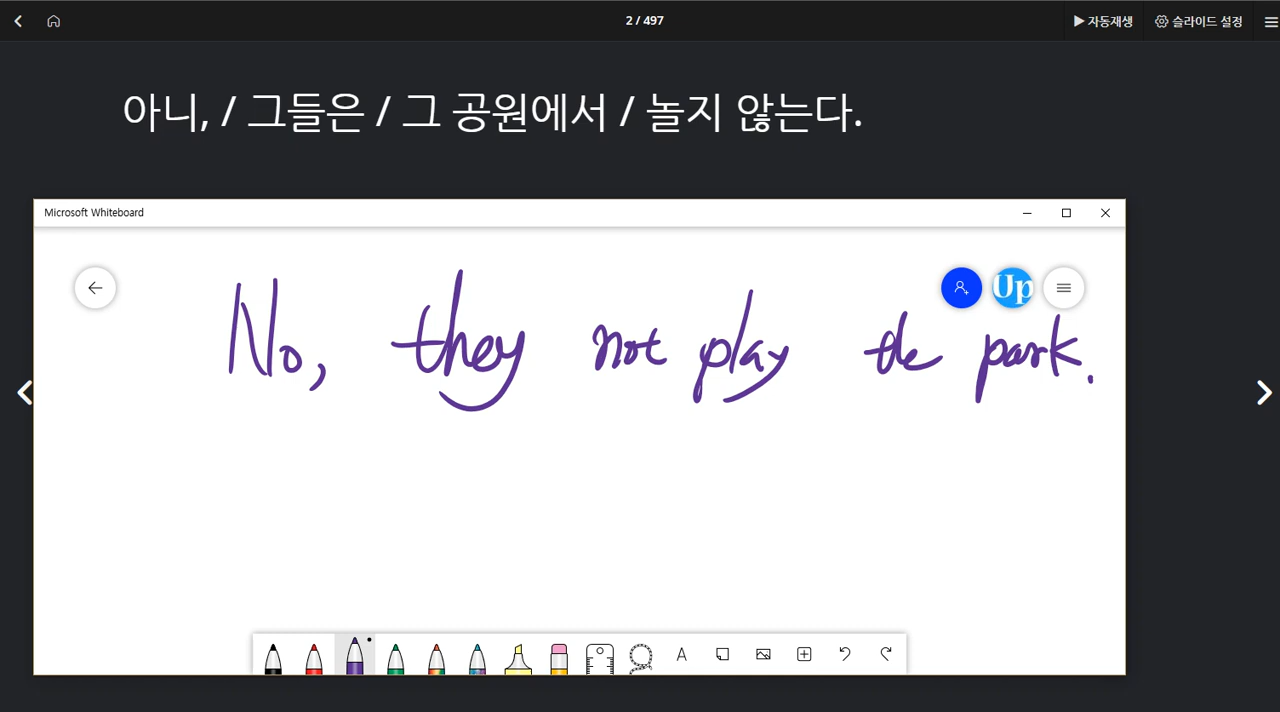 2 / 497
자동재생
슬라이드 설정
아니, / 그들은 / 그 공원에서 / 놀지 않는다.
Microsoft Whiteboard
Up
No, they not play the park.
A